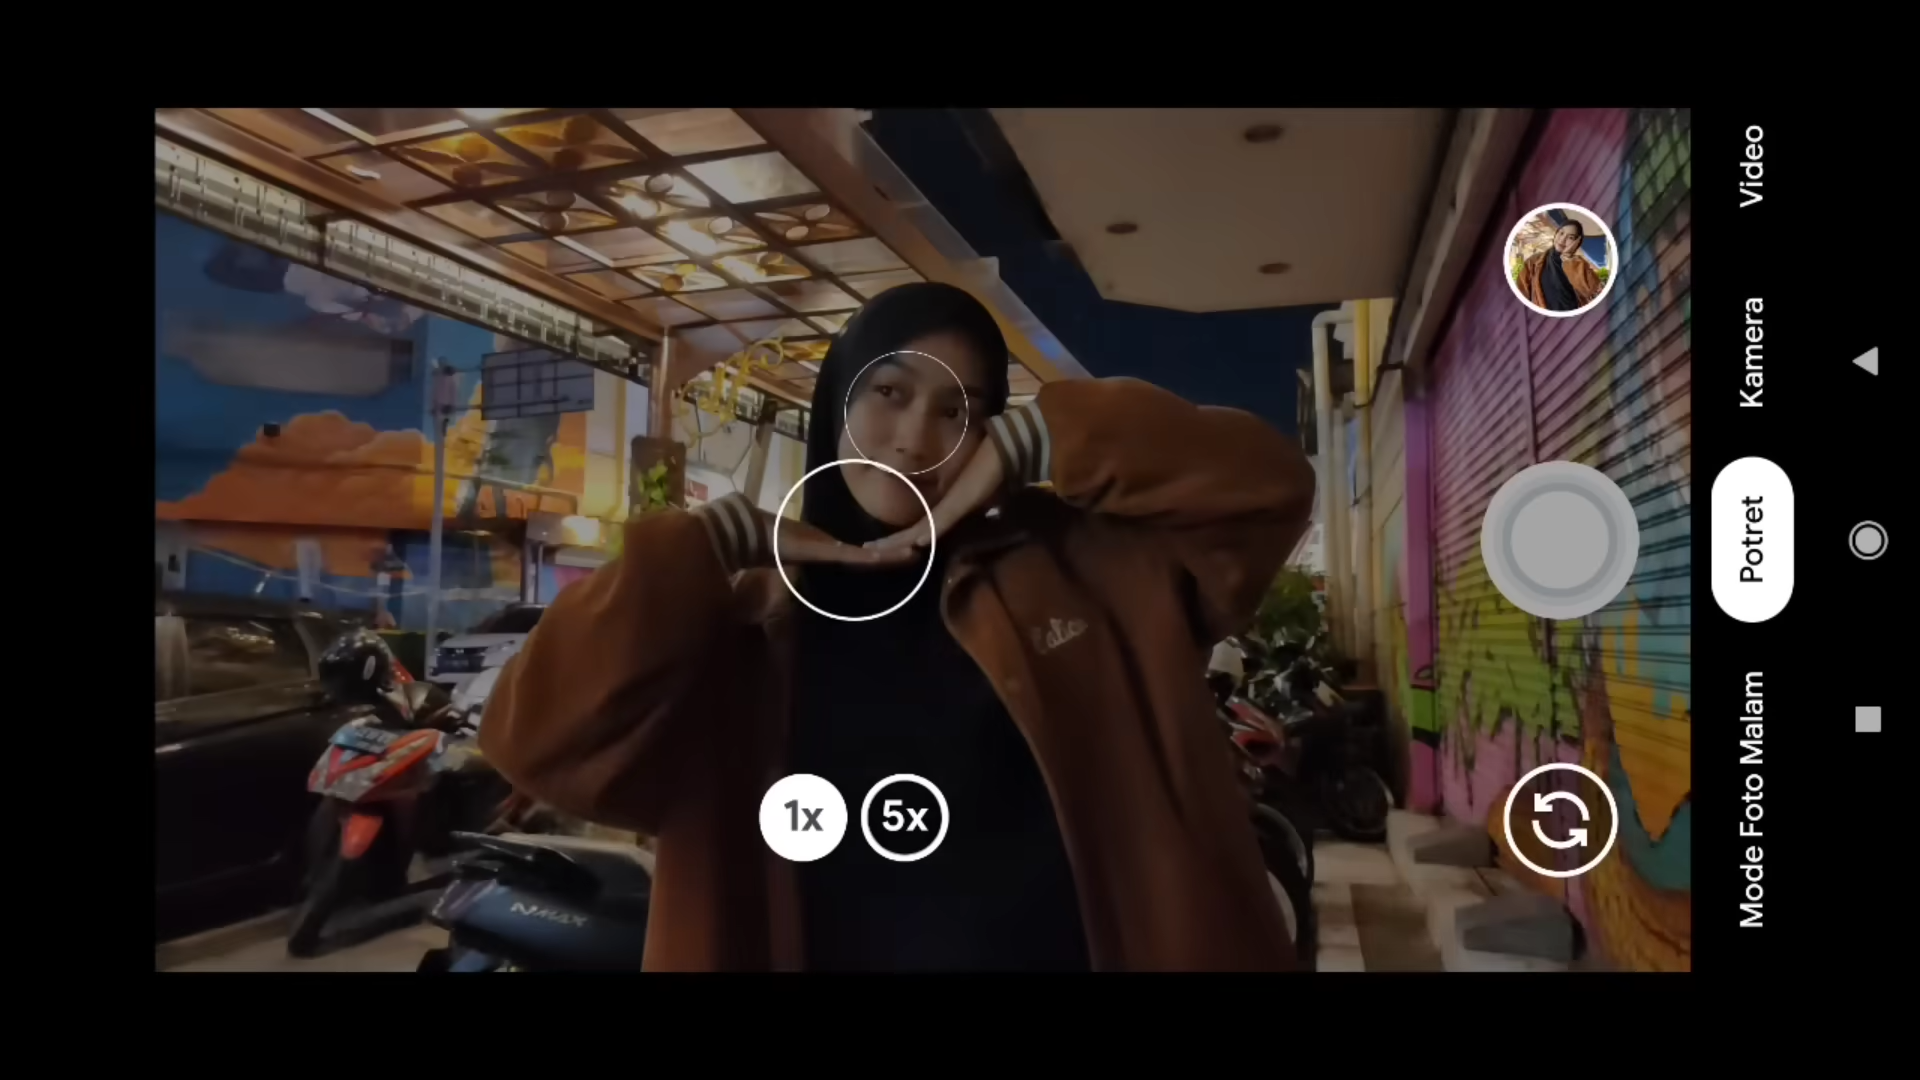 Video
Kamera
Potret
Mode Foto Malam
1x
5x
NMAX